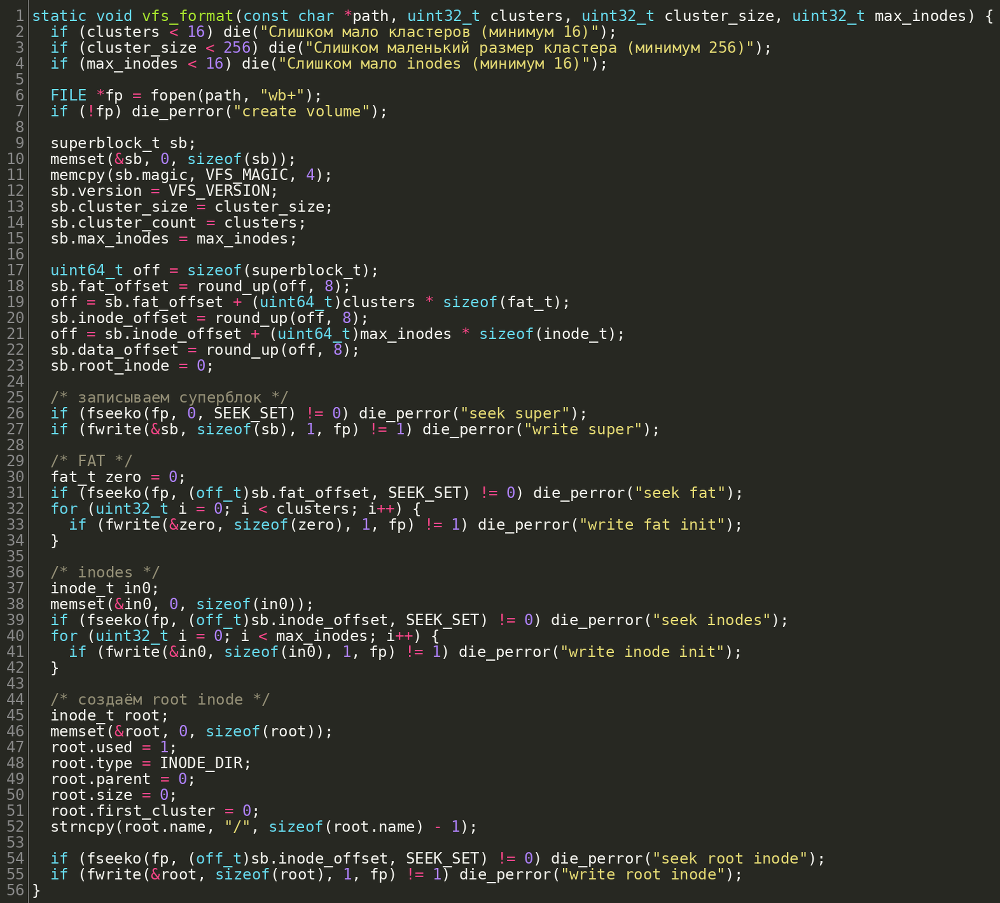 1 static void vfs_format(const char *path, uint32_t clusters, uint32_t cluster_size, uint32_t max_inodes) {
2   if (clusters < 16) die("Слишком мало кластеров (минимум 16)");
3   if (cluster_size < 256) die("Слишком маленький размер кластера (минимум 256)");
4   if (max_inodes < 16) die("Слишком мало inodes (минимум 16)");
5
6   FILE *fp = fopen(path, "wb+");
7   if (!fp) die_perror("create volume");
8
9   superblock_t sb;
10   memset(&sb, 0, sizeof(sb));
11   memcpy(sb.magic, VFS_MAGIC, 4);
12   sb.version = VFS_VERSION;
13   sb.cluster_size = cluster_size;
14   sb.cluster_count = clusters;
15   sb.max_inodes = max_inodes;
16
17   uint64_t off = sizeof(superblock_t);
18   sb.fat_offset = round_up(off, 8);
19   off = sb.fat_offset + (uint64_t)clusters * sizeof(fat_t);
20   sb.inode_offset = round_up(off, 8);
21   off = sb.inode_offset + (uint64_t)max_inodes * sizeof(inode_t);
22   sb.data_offset = round_up(off, 8);
23   sb.root_inode = 0;
24
25   /* записываем суперблок */
26   if (fseeko(fp, 0, SEEK_SET) != 0) die_perror("seek super");
27   if (fwrite(&sb, sizeof(sb), 1, fp) != 1) die_perror("write super");
28
29   /* FAT */
30   fat_t zero = 0;
31   if (fseeko(fp, (off_t)sb.fat_offset, SEEK_SET) != 0) die_perror("seek fat");
32   for (uint32_t i = 0; i < clusters; i++) {
33     if (fwrite(&zero, sizeof(zero), 1, fp) != 1) die_perror("write fat init");
34   }
35
36   /* inodes */
37   inode_t in0;
38   memset(&in0, 0, sizeof(in0));
39   if (fseeko(fp, (off_t)sb.inode_offset, SEEK_SET) != 0) die_perror("seek inodes");
40   for (uint32_t i = 0; i < max_inodes; i++) {
41     if (fwrite(&in0, sizeof(in0), 1, fp) != 1) die_perror("write inode init");
42   }
43
44   /* создаём root inode */
45   inode_t root;
46   memset(&root, 0, sizeof(root));
47   root.used = 1;
48   root.type = INODE_DIR;
49   root.parent = 0;
50   root.size = 0;
51   root.first_cluster = 0;
52   strncpy(root.name, "/", sizeof(root.name) - 1);
53
54   if (fseeko(fp, (off_t)sb.inode_offset, SEEK_SET) != 0) die_perror("seek root inode");
55   if (fwrite(&root, sizeof(root), 1, fp) != 1) die_perror("write root inode");
56 }